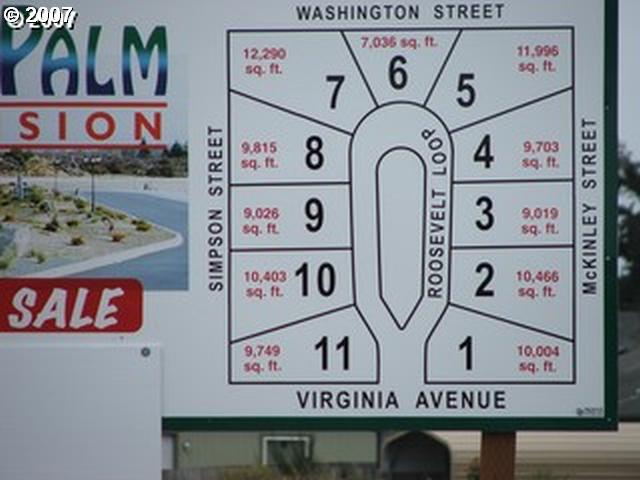 © 2007
PALM
SION
SALE
WASHINGTON STREET
12,290
sq. ft.
7
7,036 sq. ft.
6
11,996
sq. ft.
5
9,815
sq. ft.
8
4
9,703
sq. ft.
9,026
sq. ft.
9
3
9,019
sq. ft.
10,403
sq. ft.
10
2
10,466
sq. ft.
9,749
sq. ft.
11
1
10,004
sq. ft.
SIMPSON STREET
ROOSEVELT LOOP
McKINLEY STREET
VIRGINIA AVENUE